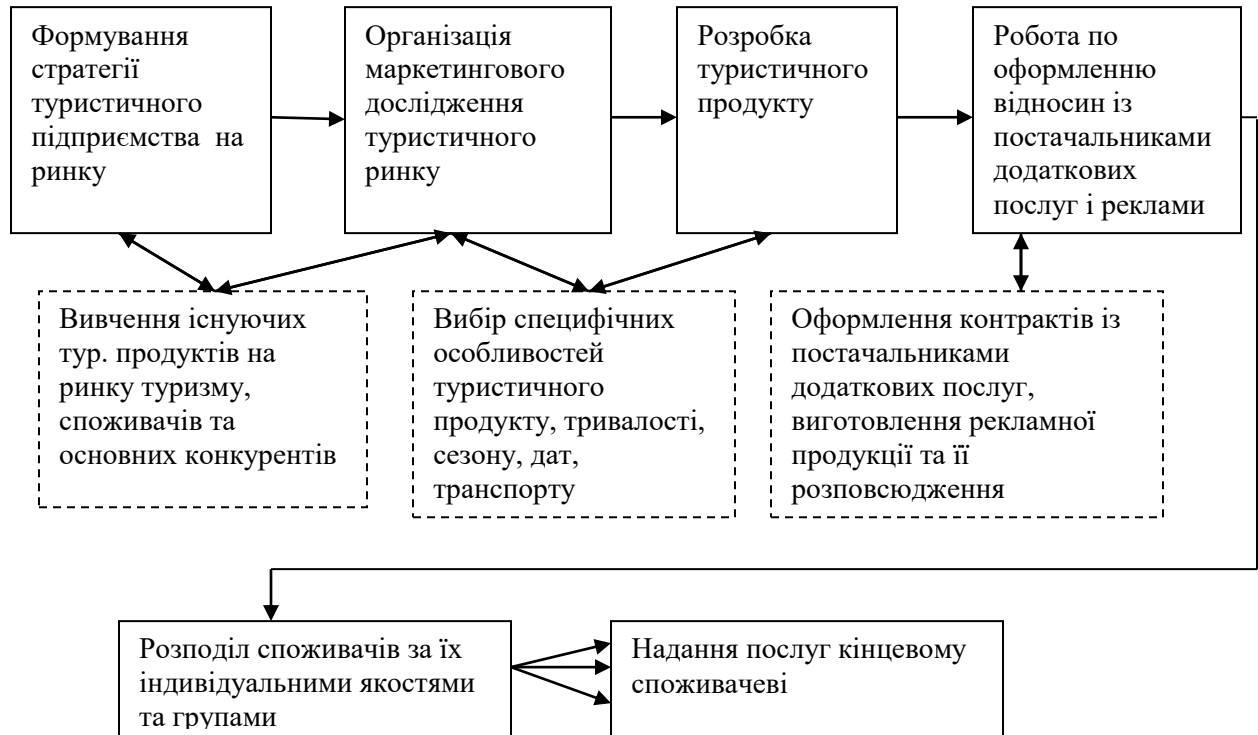 Формування
стратегії
туристичного
підприємства на
ринку
Організація
маркетингового
дослідження
туристичного
ринку
Розробка
туристичного
продукту
Робота по
оформленню
відносин із
постачальниками
додаткових
послуг і реклами
Вивчення існуючих
тур. продуктів на
ринку туризму,
споживачів та
основних конкурентів
Вибір специфічних
особливостей
туристичного
продукту, тривалості,
сезону, дат,
транспорту
Оформлення контрактів із
постачальниками
додаткових послуг,
виготовлення рекламної
продукції та її
розповсюдження
Розподіл споживачів за їх
індивідуальними якостями
та групами
Надання послуг кінцевому
споживачеві